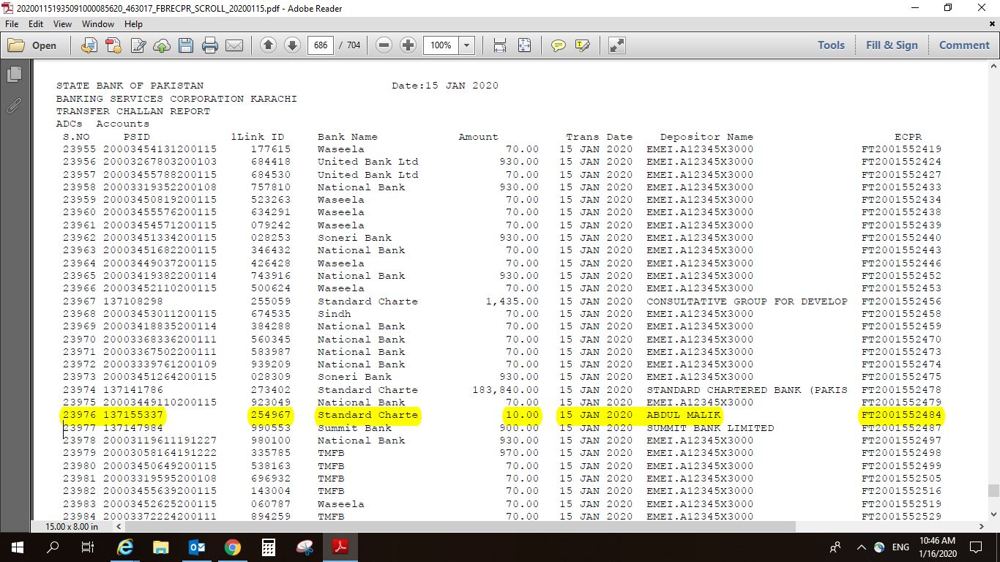 20200115193509100008562​0_463017_FBRECPR_SCROLL_20200115.pdf - Adobe Reader
File Edit View Window Help
Open 686 / 704 100% Tools Fill & Sign Comment
STATE BANK OF PAKISTAN Date:15 JAN 2020
BANKING SERVICES CORPORATION KARACHI
TRANSFER CHALLAN REPORT
ADCs Accounts
S.NO PSID 1Link ID Bank Name Amount Trans Date Depositor Name ECPR
23955 20003454131200115 177615 Waseela 70.00 15 JAN 2020 EMEI.A12345X3000 FT2001552419
23956 20003267803200103 684418 United Bank Ltd 930.00 15 JAN 2020 EMEI.A12345X3000 FT2001552424
23957 20003455788200115 684530 United Bank Ltd 70.00 15 JAN 2020 EMEI.A12345X3000 FT2001552427
23958 20003319352200108 757810 National Bank 930.00 15 JAN 2020 EMEI.A12345X3000 FT2001552433
23959 20003450819200115 523263 Waseela 70.00 15 JAN 2020 EMEI.A12345X3000 FT2001552434
23960 20003455576200115 634291 Waseela 70.00 15 JAN 2020 EMEI.A12345X3000 FT2001552438
23961 20003454571200115 079242 Waseela 70.00 15 JAN 2020 EMEI.A12345X3000 FT2001552439
23962 20003451334200115 028253 Soneri Bank 930.00 15 JAN 2020 EMEI.A12345X3000 FT2001552440
23963 20003451682200115 346432 National Bank 70.00 15 JAN 2020 EMEI.A12345X3000 FT2001552443
23964 20003449037200115 426428 Waseela 70.00 15 JAN 2020 EMEI.A12345X3000 FT2001552446
23965 20003419382200114 743916 National Bank 930.00 15 JAN 2020 EMEI.A12345X3000 FT2001552452
23966 20003452110200115 500624 Waseela 70.00 15 JAN 2020 EMEI.A12345X3000 FT2001552453
23967 137108298 255059 Standard Charte 1,435.00 15 JAN 2020 CONSULTATIVE GROUP FOR DEVELOP FT2001552456
23968 20003453011200115 674535 Sindh 70.00 15 JAN 2020 EMEI.A12345X3000 FT2001552458
23969 20003418835200114 384288 National Bank 70.00 15 JAN 2020 EMEI.A12345X3000 FT2001552459
23970 20003368336200111 560345 National Bank 70.00 15 JAN 2020 EMEI.A12345X3000 FT2001552470
23971 20003367502200111 583987 National Bank 70.00 15 JAN 2020 EMEI.A12345X3000 FT2001552473
23972 20003339761200109 939209 National Bank 70.00 15 JAN 2020 EMEI.A12345X3000 FT2001552474
23973 20003451264200115 028309 Soneri Bank 930.00 15 JAN 2020 EMEI.A12345X3000 FT2001552475
23974 137141786 273402 Standard Charte 183,840.00 15 JAN 2020 STANDARD CHARTERED BANK (PAKIS FT2001552478
23975 20003449110200115 923049 National Bank 70.00 15 JAN 2020 EMEI.A12345X3000 FT2001552479
23976 137155337 254967 Standard Charte 10.00 15 JAN 2020 ABDUL MALIK FT2001552484
23977 137147984 990553 Summit Bank 900.00 15 JAN 2020 SUMMIT BANK LIMITED FT2001552487
23978 20003119611191227 980100 National Bank 930.00 15 JAN 2020 EMEI.A12345X3000 FT2001552497
23979 20003058164191222 335785 TMFB 970.00 15 JAN 2020 EMEI.A12345X3000 FT2001552498
23980 20003450649200115 538163 TMFB 70.00 15 JAN 2020 EMEI.A12345X3000 FT2001552499
23981 20003319595200108 696932 TMFB 70.00 15 JAN 2020 EMEI.A12345X3000 FT2001552505
23982 20003455639200115 143004 TMFB 70.00 15 JAN 2020 EMEI.A12345X3000 FT2001552516
23983 20003452625200115 060787 Waseela 70.00 15 JAN 2020 EMEI.A12345X3000 FT2001552519
23984 20003372224200111 894259 TMFB 70.00 15 JAN 2020 EMEI.A12345X3000 FT2001552529
15.00 x 8.00 in
ENG 10:46 AM
1/16/2020